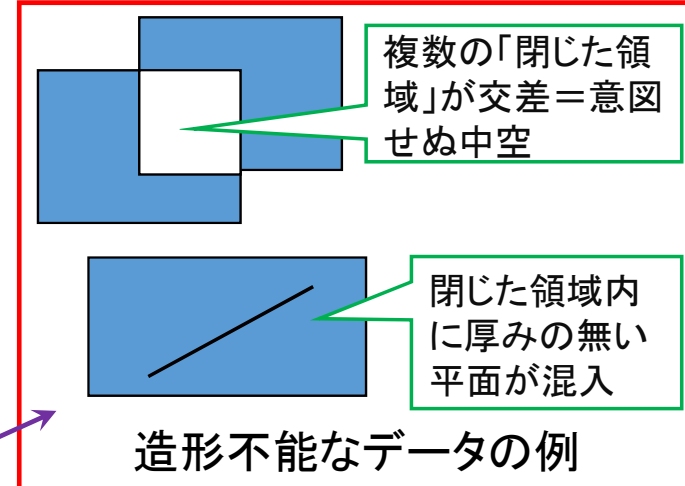 複数の「閉じた領
域」が交差＝意図
せぬ中空
閉じた領域内
に厚みの無い
平面が混入
造形不能なデータの例